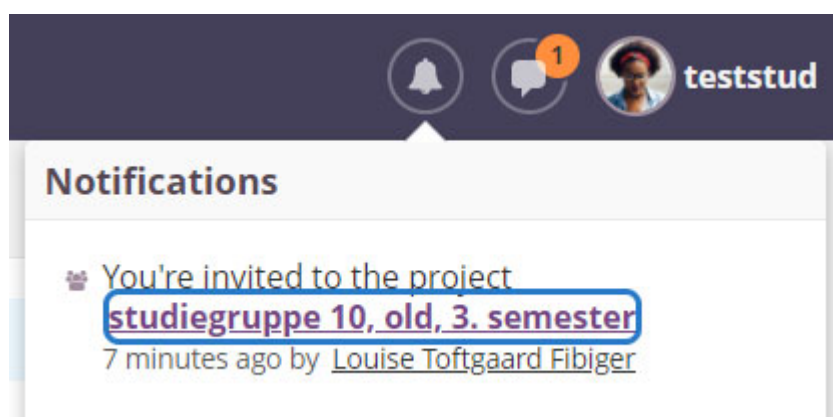 1
teststud
Notifications
You're invited to the project
studiegruppe 10, old, 3. semester
7 minutes ago by Louise Toftgaard Fibiger